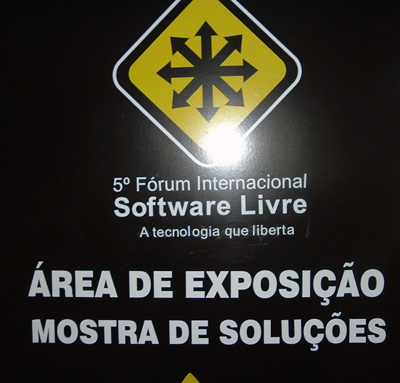 5º Fórum Internacional
Software Livre
A tecnologia que liberta
ÁREA DE EXPOSIÇÃO
MOSTRA DE SOLUÇÕES